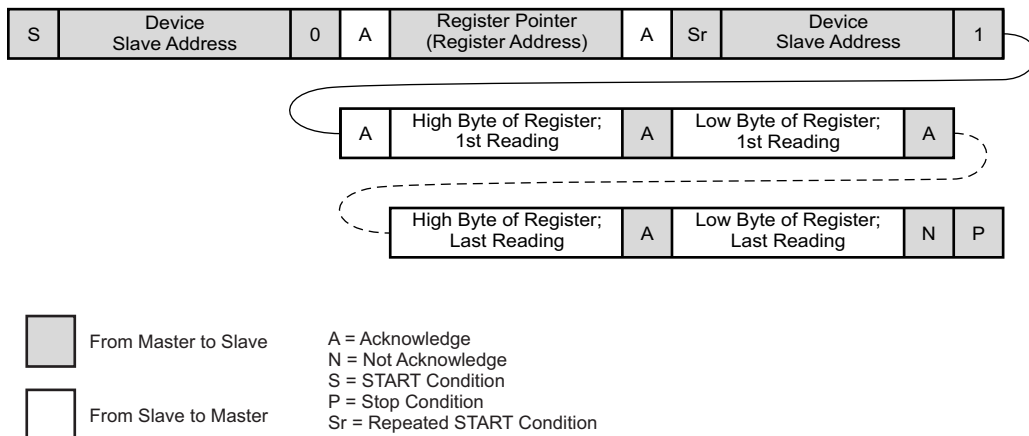 S
Device
Slave Address
0
A
Register Pointer
(Register Address)
A
Sr
Device
Slave Address
1
A
High Byte of Register;
1st Reading
A
Low Byte of Register;
1st Reading
A
High Byte of Register;
Last Reading
A
Low Byte of Register;
Last Reading
N
P
From Master to Slave
From Slave to Master
A = Acknowledge
N = Not Acknowledge
S = START Condition
P = Stop Condition
Sr = Repeated START Condition